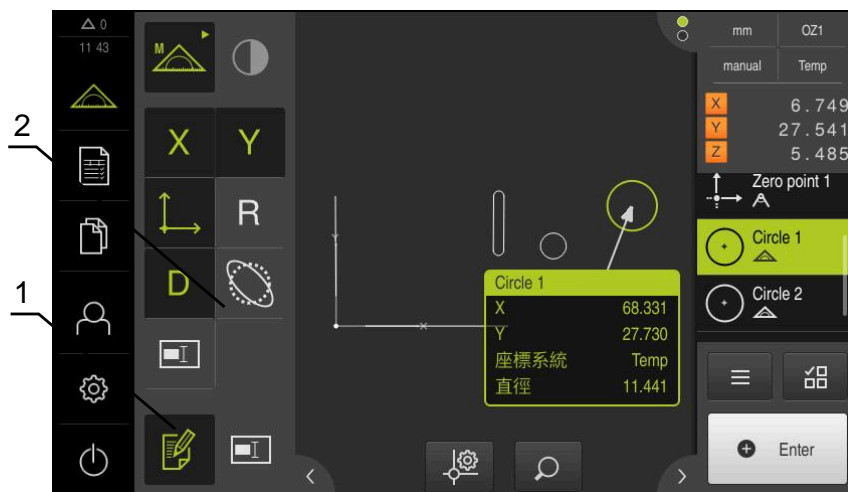 0
11 43
2
1
M
X Y
R
D
Y
X
Circle 1
X 68.331
Y 27.730
座標系統 Temp
直徑 11.441
mm OZ1
manual Temp
X 6.749
Y 27.541
Z 5.485
Zero point 1
Circle 1
Circle 2
Enter